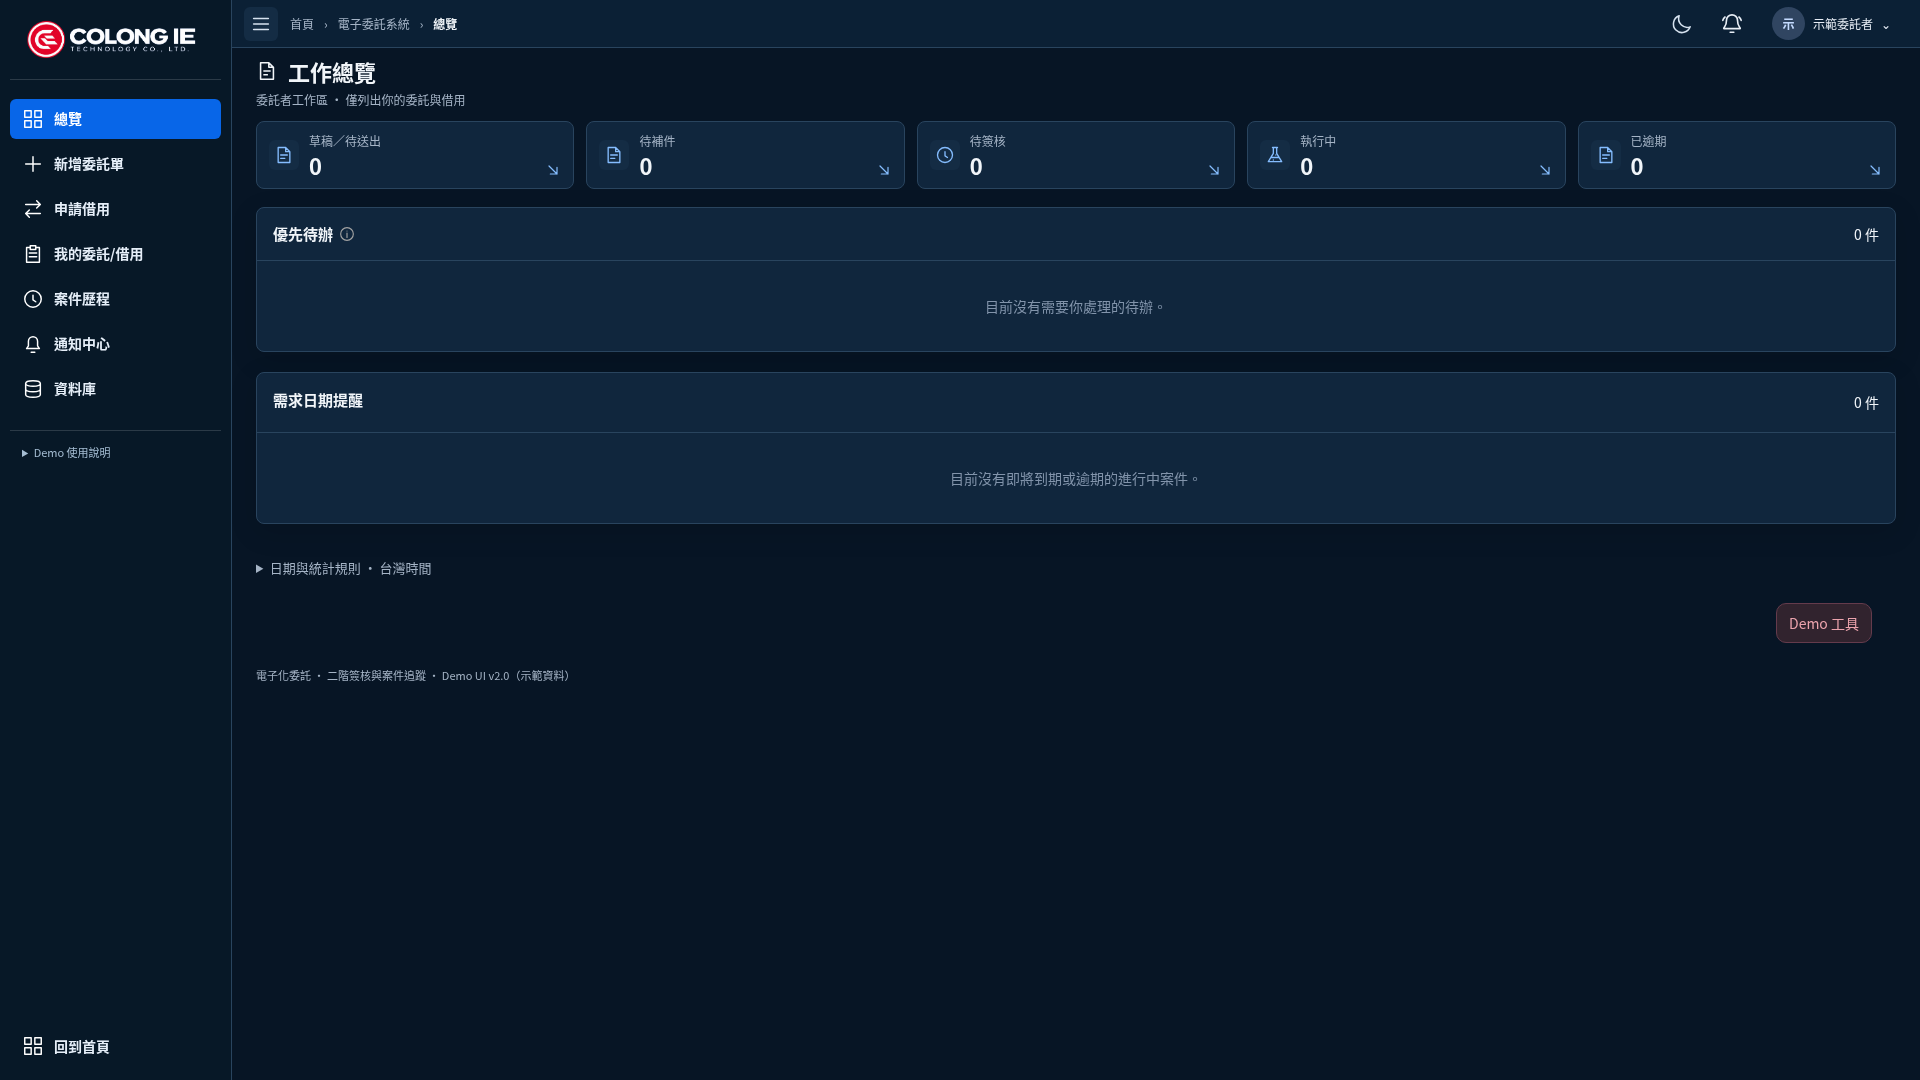 COLONG IE
TECHNOLOGY CO., LTD.
總覽
新增委託單
申請借用
我的委託/借用
案件歷程
通知中心
資料庫
Demo 使用說明
回到首頁
首頁 › 電子委託系統 › 總覽
示 示範委託者
工作總覽
委託者工作區 • 僅列出你的委託與借用
草稿／待送出
0
待補件
0
待簽核
0
執行中
0
已逾期
0
優先待辦
0 件
目前沒有需要你處理的待辦。
需求日期提醒
0 件
目前沒有即將到期或逾期的進行中案件。
日期與統計規則 • 台灣時間
Demo 工具
電子化委託 • 二階簽核與案件追蹤 • Demo UI v2.0（示範資料）